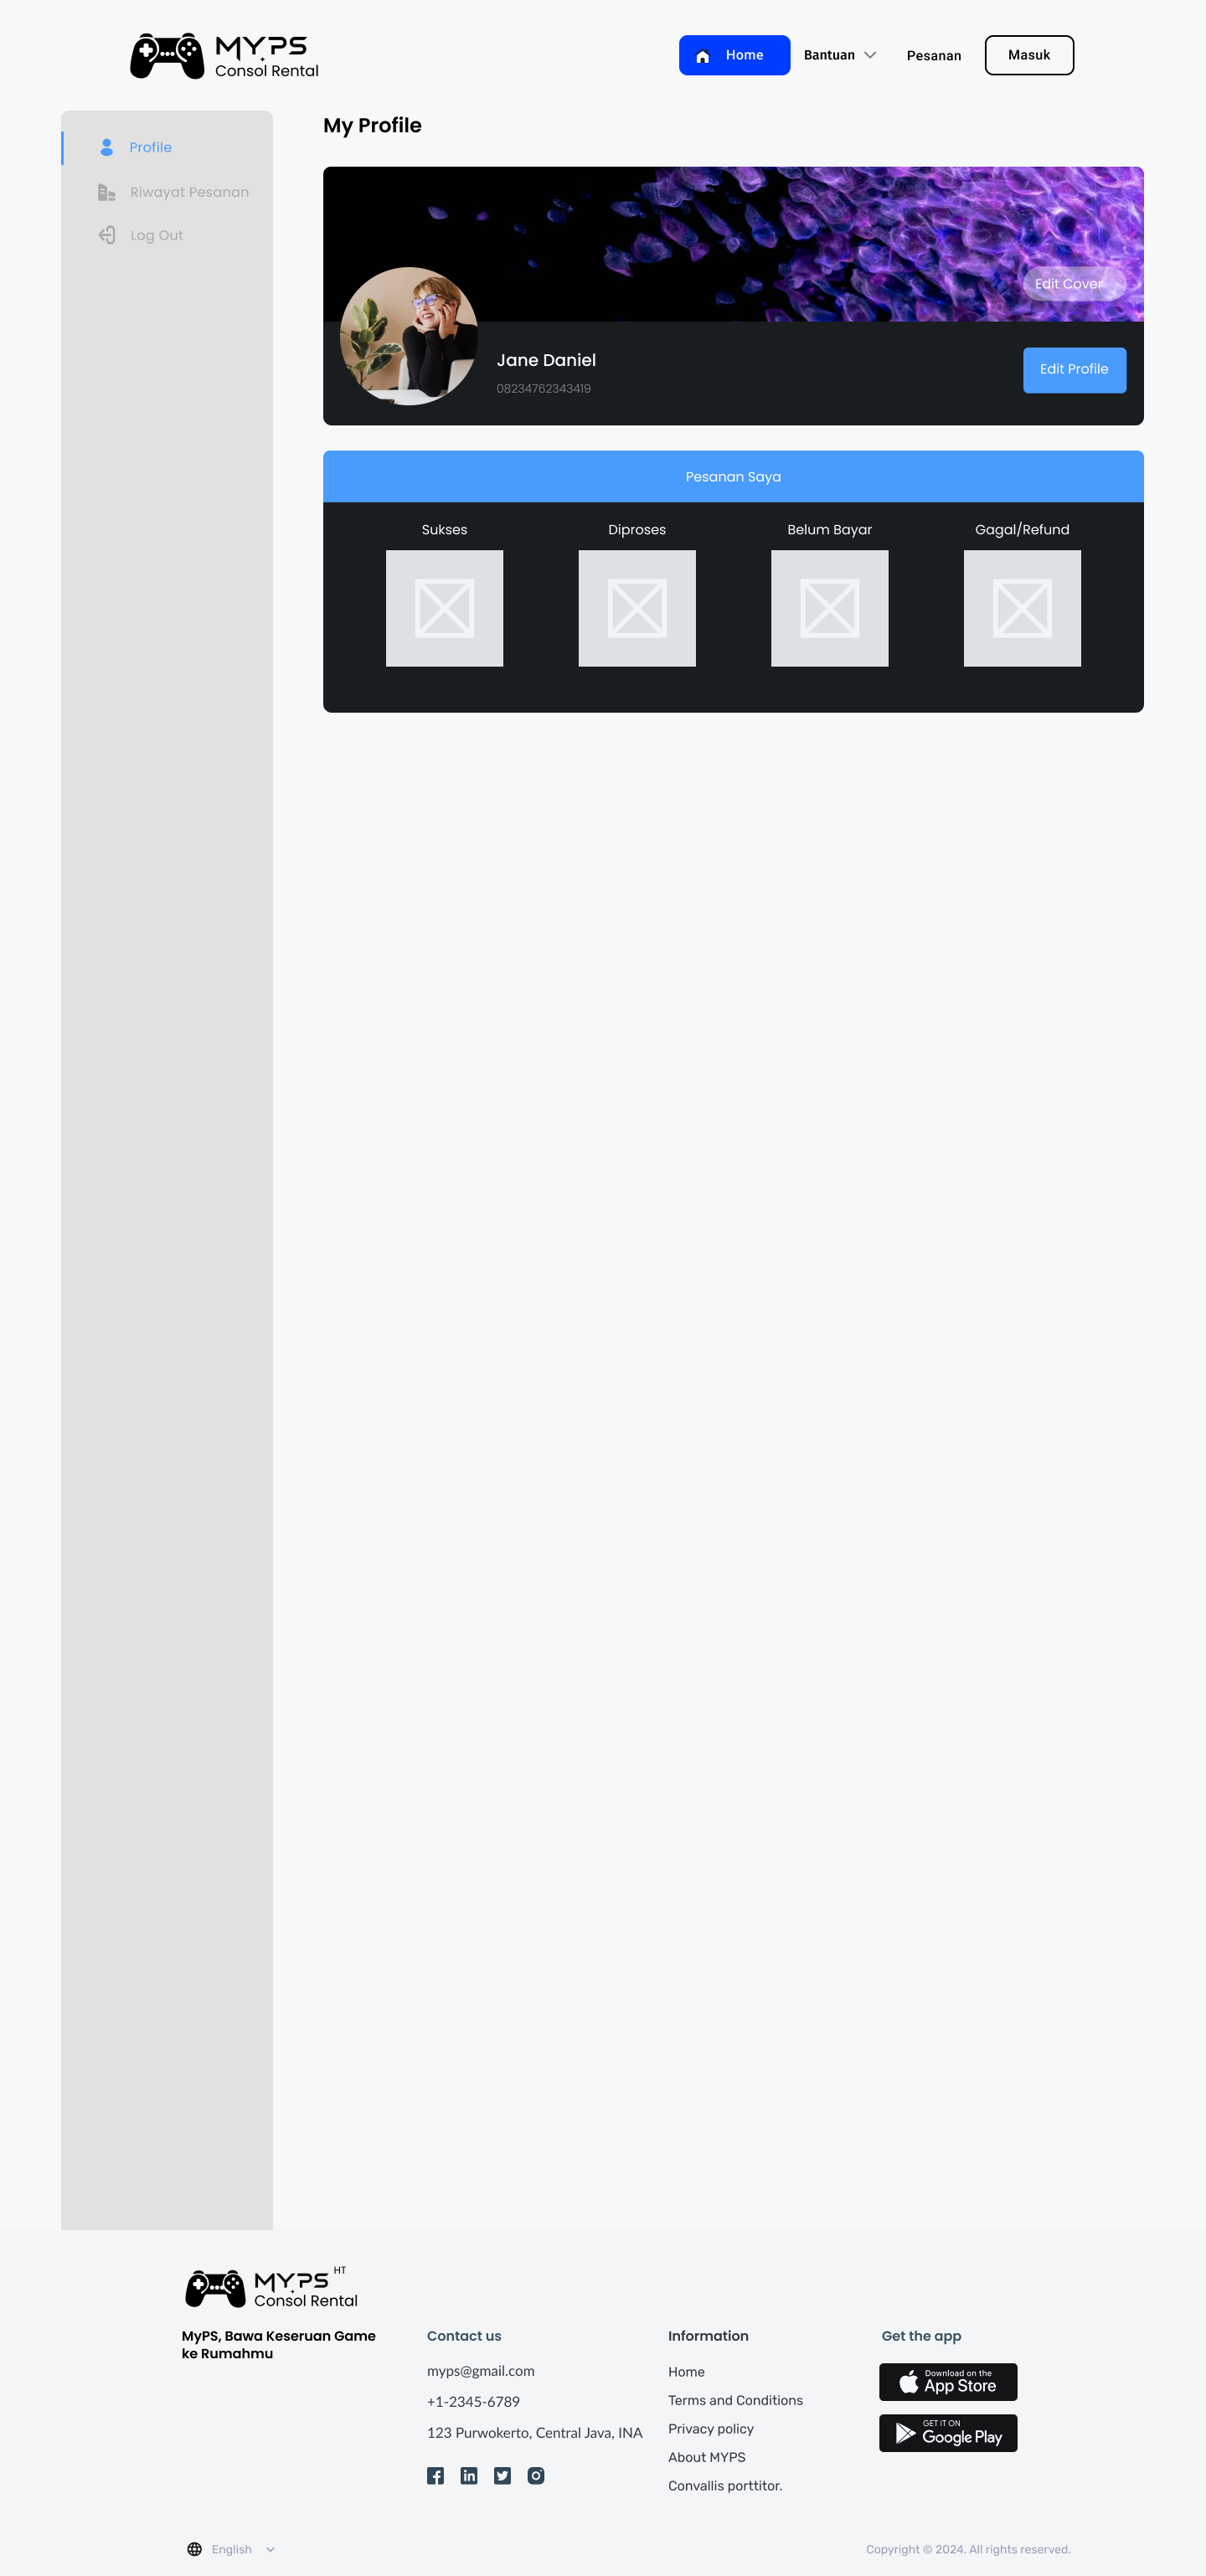 MYPS
Consol Rental
Home
Bantuan
Pesanan
Masuk
Profile
Riwayat Pesanan
Log Out
My Profile
Edit Cover
Jane Daniel
08234762343419
Edit Profile
Pesanan Saya
Sukses
Diproses
Belum Bayar
Gagal/Refund
MYPS HT
Consol Rental
MyPS, Bawa Keseruan Game
ke Rumahmu
Contact us
myps@gmail.com
+1-2345-6789
123 Purwokerto, Central Java, INA
Information
Home
Terms and Conditions
Privacy policy
About MYPS
Convallis porttitor.
Get the app
Download on the
App Store
GET IT ON
Google Play
English
Copyright © 2024. All rights reserved.